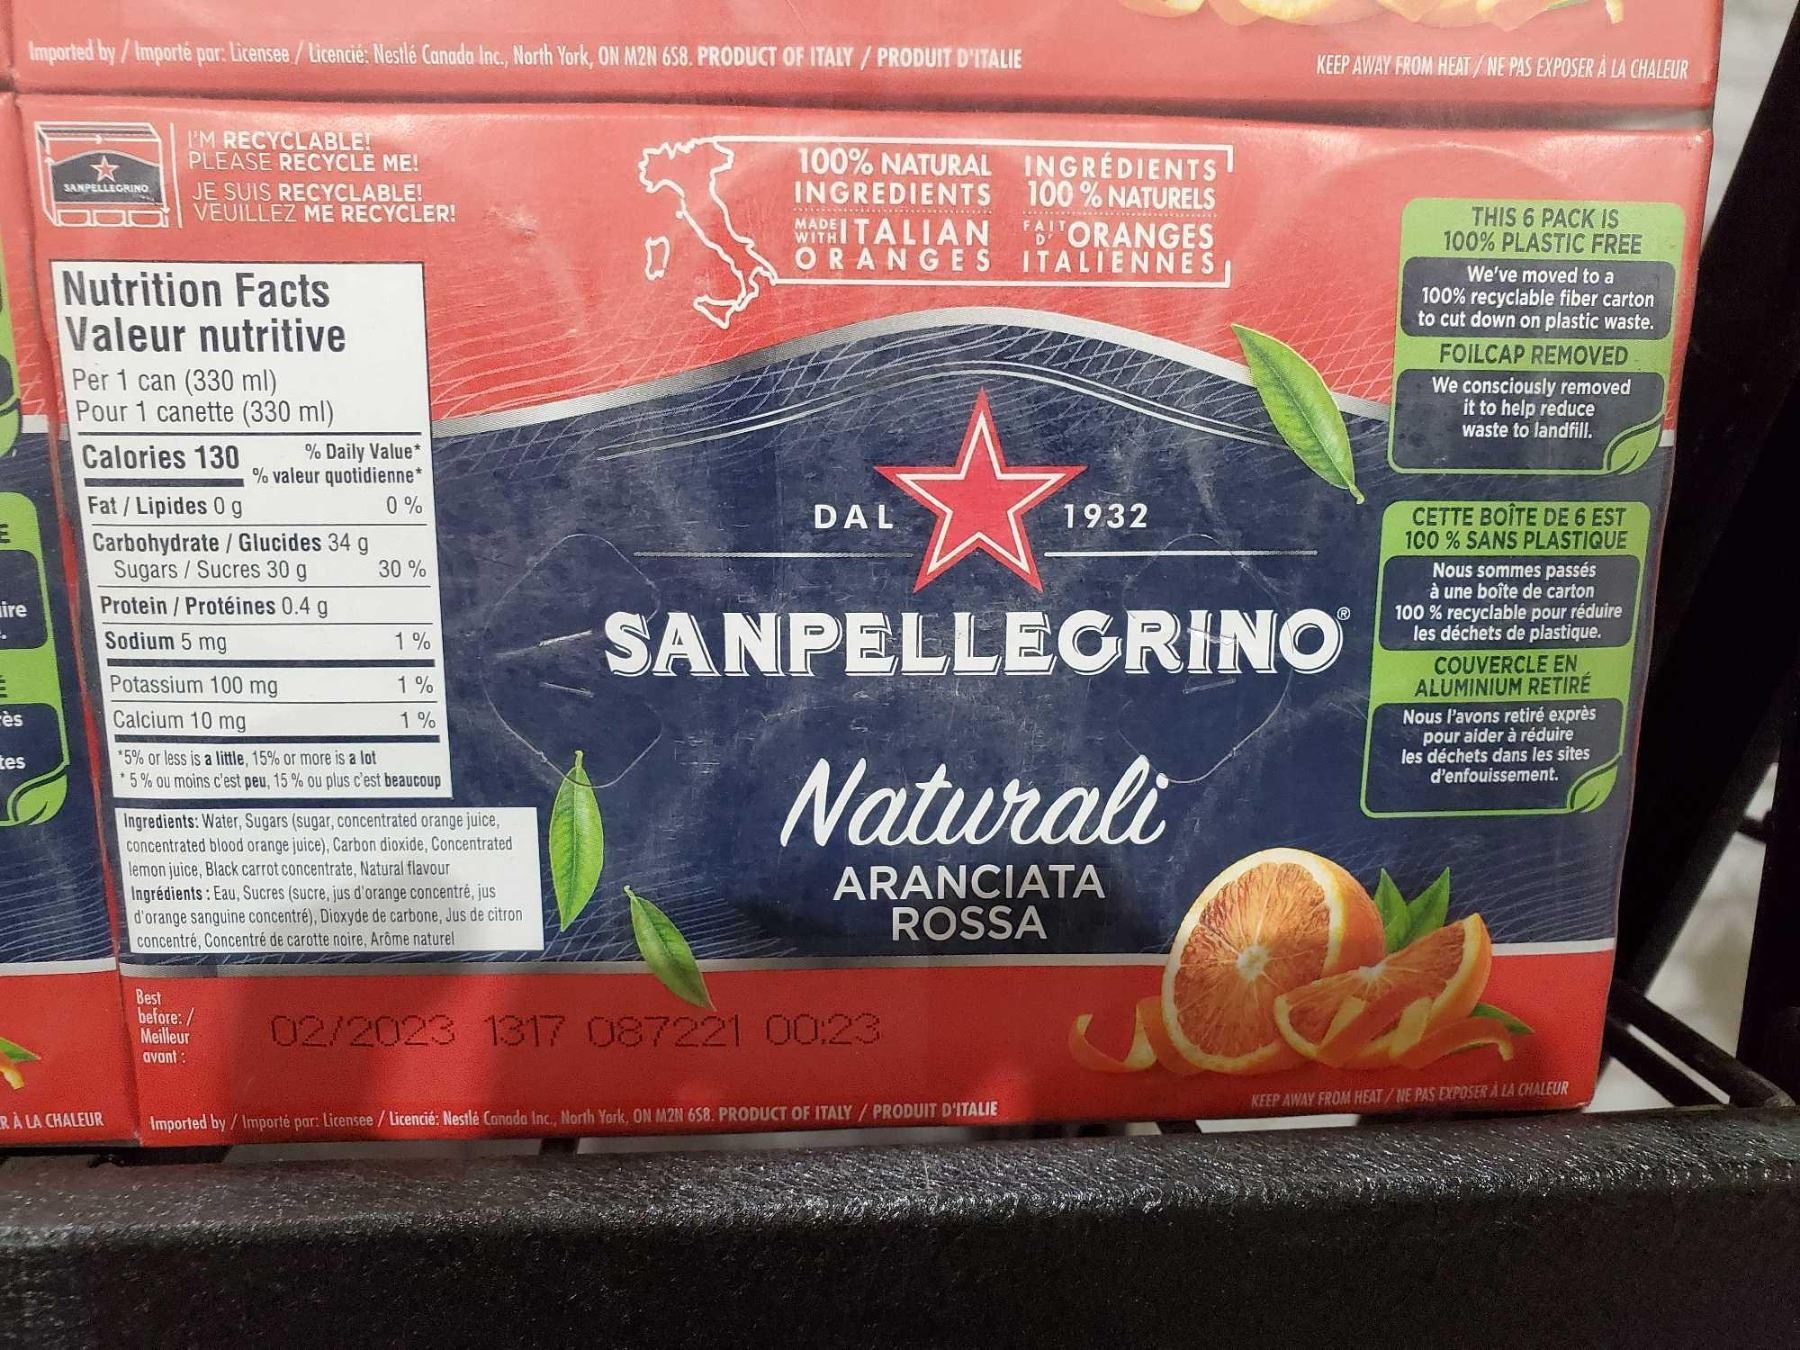 Imported by / Importé par: Licensee / Licencié: Nestlé Canada Inc., North York, ON M2N 6S8. PRODUCT OF ITALY / PRODUIT D'ITALIE
KEEP AWAY FROM HEAT / NE PAS EXPOSER À LA CHALEUR
SANPELLEGRINO
I'M RECYCLABLE!
PLEASE RECYCLE ME!
JE SUIS RECYCLABLE!
VEUILLEZ ME RECYCLER!
100% NATURAL
INGREDIENTS
MADE WITH ITALIAN
ORANGES
INGRÉDIENTS
100 % NATURELS
FAIT D' ORANGES
ITALIENNES
Nutrition Facts
Valeur nutritive
Per 1 can (330 ml)
Pour 1 canette (330 ml)
Calories 130 % Daily Value*
% valeur quotidienne*
Fat / Lipides 0 g 0 %
Carbohydrate / Glucides 34 g
Sugars / Sucres 30 g 30 %
Protein / Protéines 0.4 g
Sodium 5 mg 1 %
Potassium 100 mg 1 %
Calcium 10 mg 1 %
*5% or less is a little, 15% or more is a lot
* 5 % ou moins c'est peu, 15 % ou plus c'est beaucoup
Ingredients: Water, Sugars (sugar, concentrated orange juice,
concentrated blood orange juice), Carbon dioxide, Concentrated
lemon juice, Black carrot concentrate, Natural flavour
Ingrédients : Eau, Sucres (sucre, jus d'orange concentré, jus
d'orange sanguine concentré), Dioxyde de carbone, Jus de citron
concentré, Concentré de carotte noire, Arôme naturel
DAL 1932
SANPELLEGRINO®
Naturali
ARANCIATA
ROSSA
THIS 6 PACK IS
100% PLASTIC FREE
We've moved to a
100% recyclable fiber carton
to cut down on plastic waste.
FOILCAP REMOVED
We consciously removed
it to help reduce
waste to landfill.
CETTE BOÎTE DE 6 EST
100 % SANS PLASTIQUE
Nous sommes passés
à une boîte de carton
100 % recyclable pour réduire
les déchets de plastique.
COUVERCLE EN
ALUMINIUM RETIRÉ
Nous l'avons retiré exprès
pour aider à réduire
les déchets dans les sites
d'enfouissement.
Best
before: /
Meilleur
avant :
02/2023 1317 087221 00:23
Imported by / Importé par: Licensee / Licencié: Nestlé Canada Inc., North York, ON M2N 6S8. PRODUCT OF ITALY / PRODUIT D'ITALIE
KEEP AWAY FROM HEAT / NE PAS EXPOSER À LA CHALEUR
R À LA CHALEUR